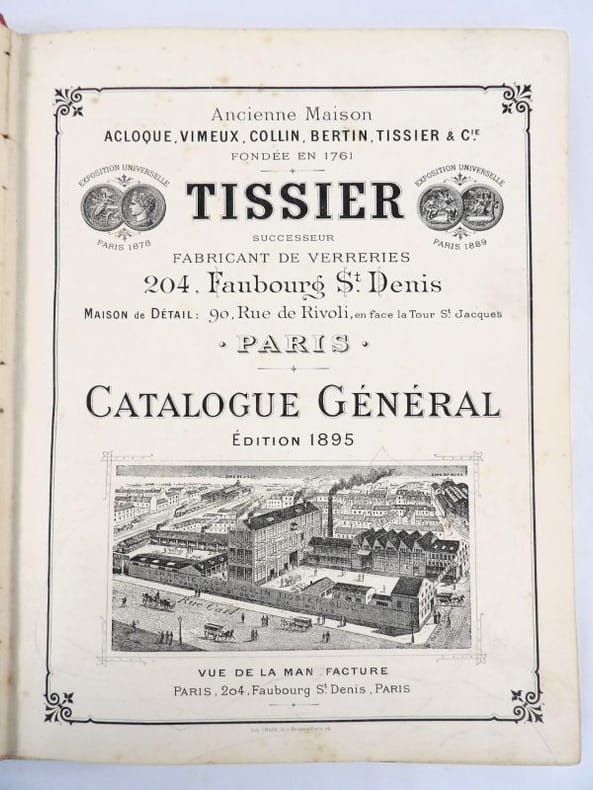 Ancienne Maison
ACLOQUE, VIMEUX, COLLIN, BERTIN, TISSIER & CIE
FONDÉE EN 1761
EXPOSITION UNIVERSELLE
PARIS 1878
TISSIER
EXPOSITION UNIVERSELLE
PARIS 1889
SUCCESSEUR
FABRICANT DE VERRERIES
204, Faubourg St. Denis
MAISON de DÉTAIL: 90, Rue de Rivoli, en face la Tour St Jacques
· PARIS ·
CATALOGUE GÉNÉRAL
ÉDITION 1895
Rue Cail
VUE DE LA MAN FACTURE
PARIS, 204, Faubourg St Denis, PARIS